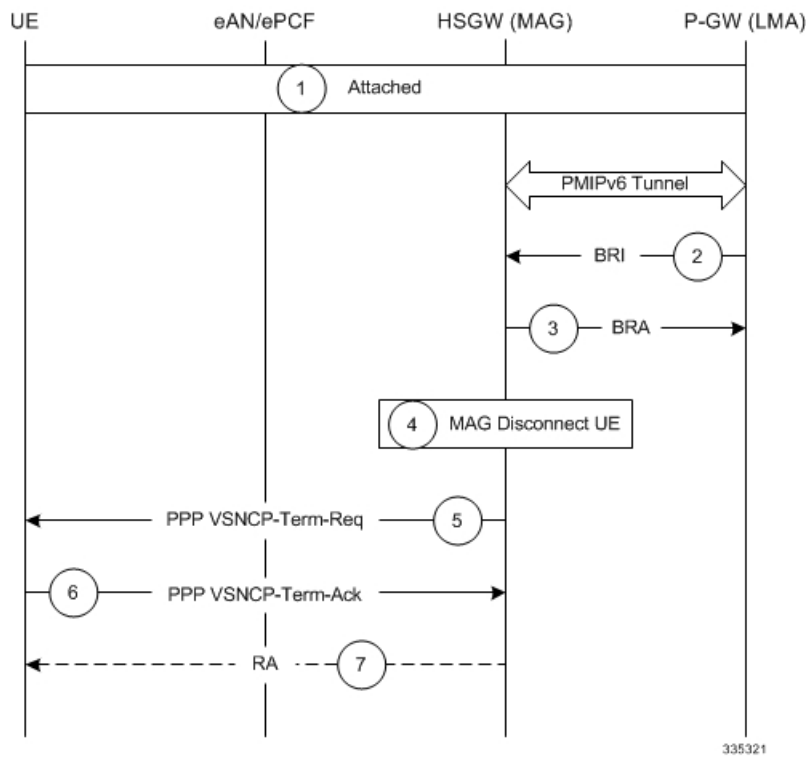 UE eAN/ePCF HSGW (MAG) P-GW (LMA)
1 Attached
PMIPv6 Tunnel
BRI 2
3 BRA
4 MAG Disconnect UE
PPP VSNCP-Term-Req 5
6 PPP VSNCP-Term-Ack
RA 7
335321